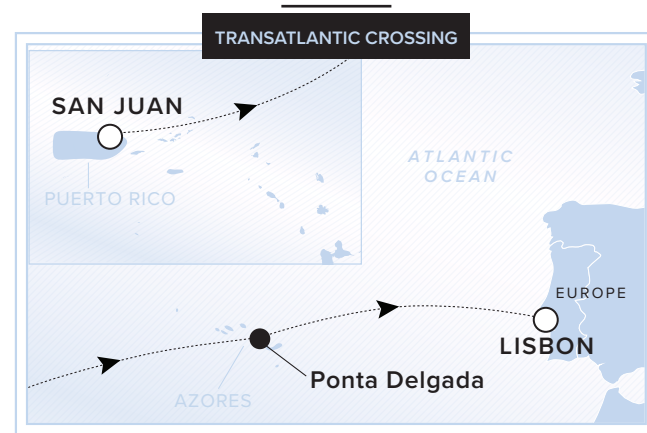 TRANSATLANTIC CROSSING
SAN JUAN
PUERTO RICO
ATLANTIC
OCEAN
EUROPE
LISBON
Ponta Delgada
AZORES